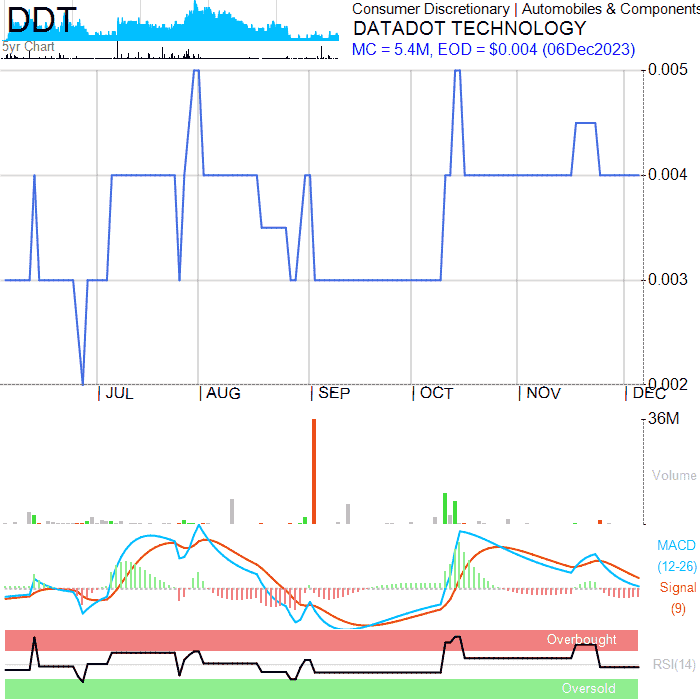 DDT
Consumer Discretionary | Automobiles & Components
DATADOT TECHNOLOGY
5yr Chart
MC = 5.4M, EOD = $0.004 (06Dec2023)
0.005
0.004
0.003
0.002
JUL
AUG
SEP
OCT
NOV
DEC
36M
Volume
MACD
(12-26)
Signal
(9)
Overbought
RSI(14)
Oversold